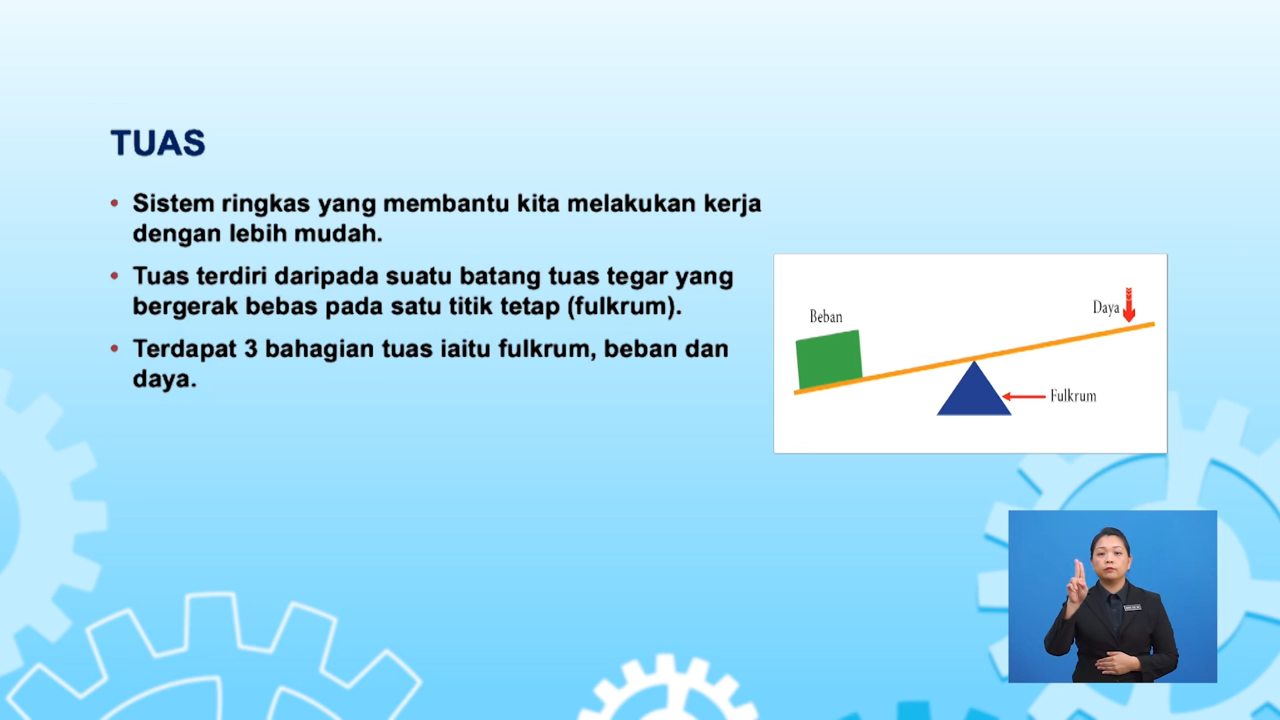 TUAS
• Sistem ringkas yang membantu kita melakukan kerja
dengan lebih mudah.
• Tuas terdiri daripada suatu batang tuas tegar yang
bergerak bebas pada satu titik tetap (fulkrum).
• Terdapat 3 bahagian tuas iaitu fulkrum, beban dan
daya.
Beban
Daya
Fulkrum